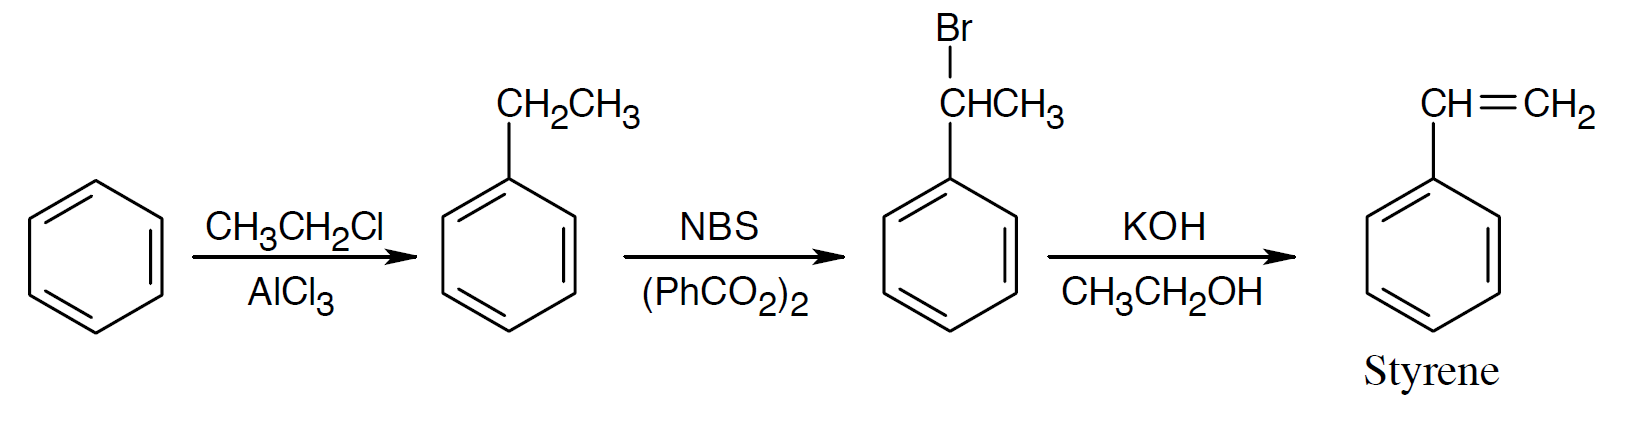 Br
CH₂CH₃
CHCH₃
CH=CH₂
CH₃CH₂Cl
NBS
KOH
AlCl₃
(PhCO₂)₂
CH₃CH₂OH
Styrene